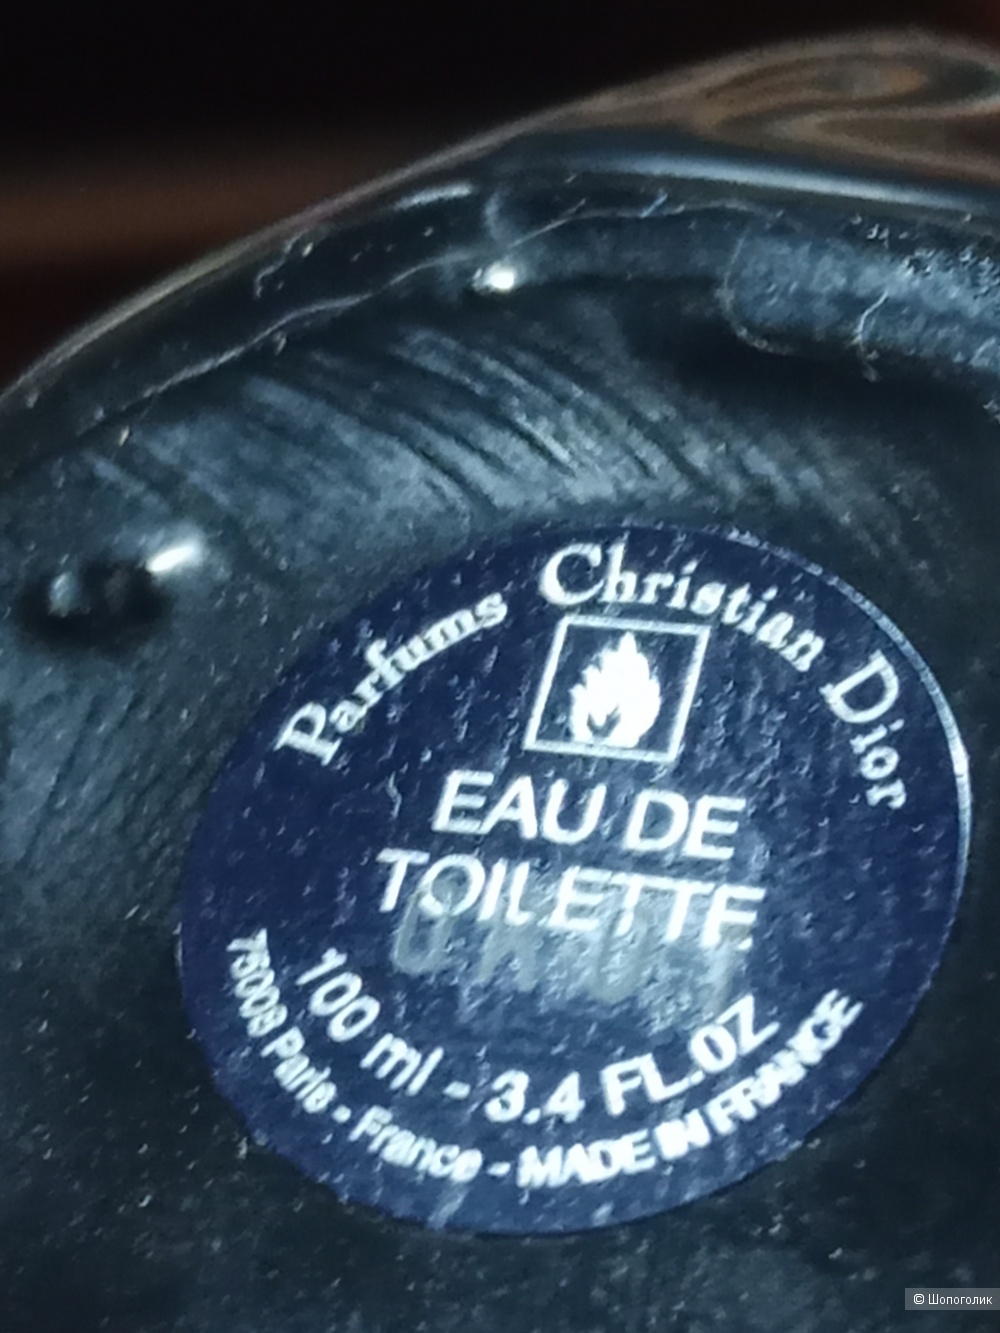 Parfums Christian Dior
EAU DE
TOILETTE
100 ml - 3.4 FL.OZ
75008 Paris - France - MADE IN FRANCE
© Шопоголик